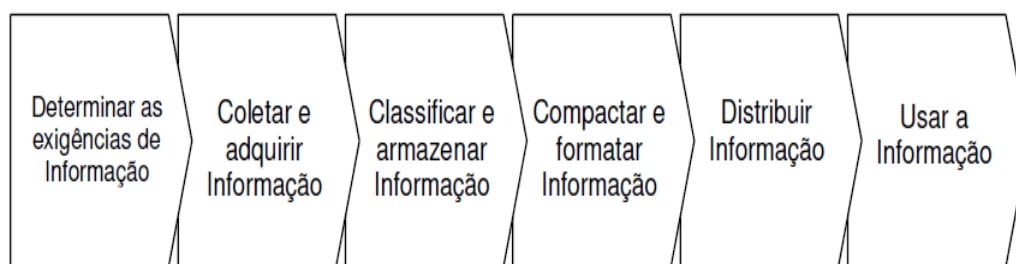 Determinar as
exigências de
Informação
Coletar e
adquirir
Informação
Classificar e
armazenar
Informação
Compactar e
formatar
Informação
Distribuir
Informação
Usar a
Informação